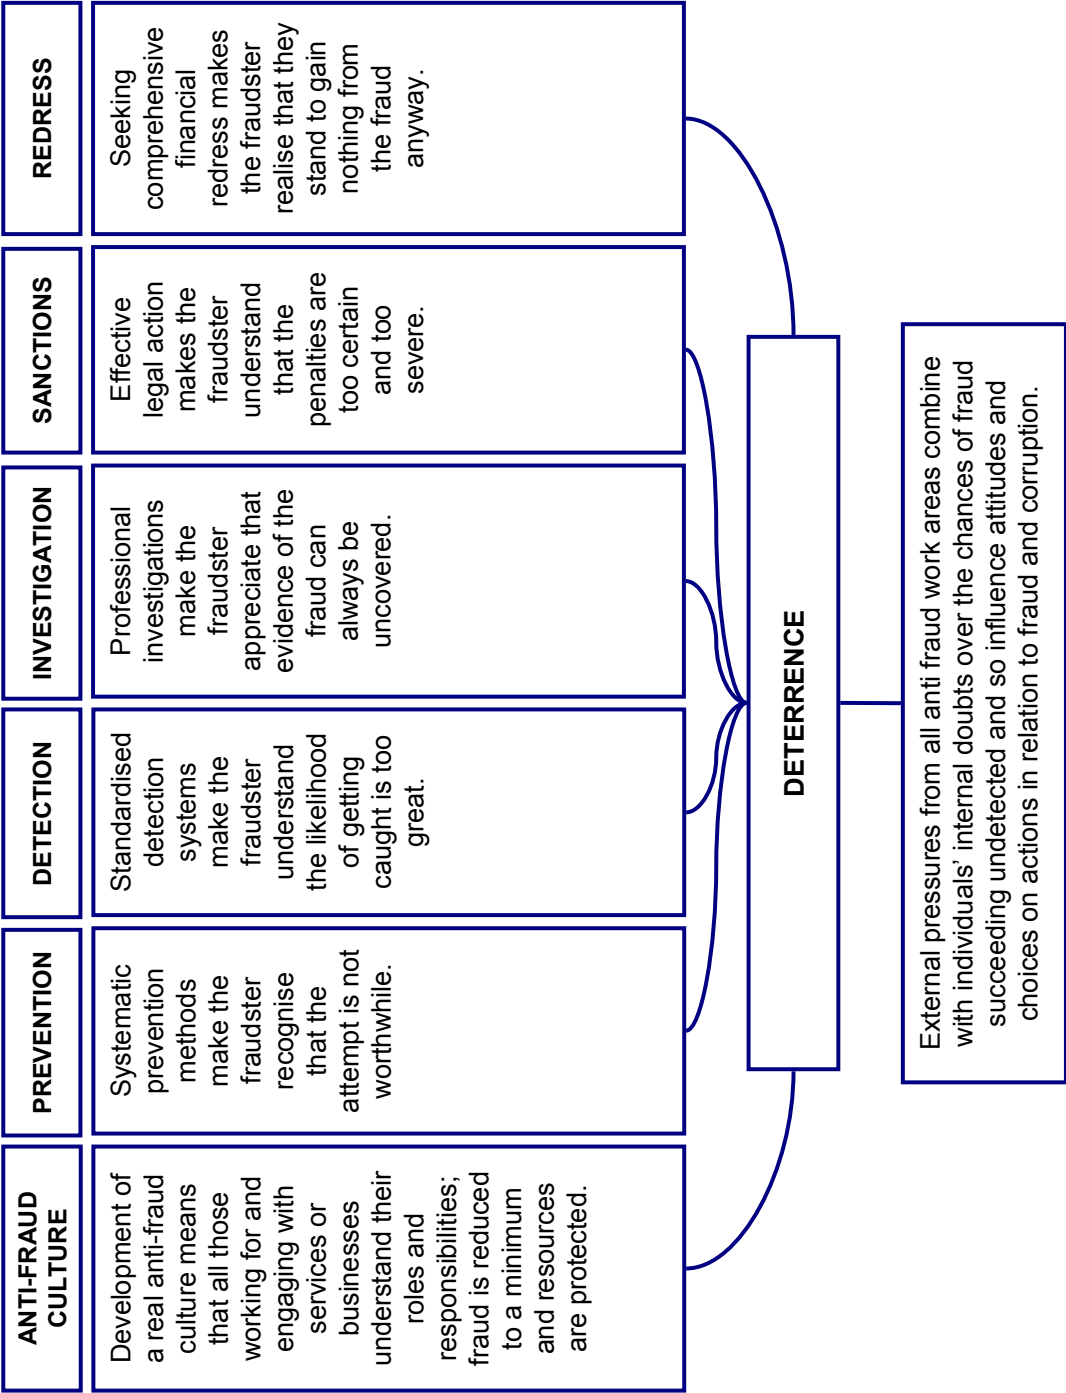 ANTI-FRAUD
CULTURE
Development of
a real anti-fraud
culture means
that all those
working for and
engaging with
services or
businesses
understand their
roles and
responsibilities;
fraud is reduced
to a minimum
and resources
are protected.
PREVENTION
Systematic
prevention
methods
make the
fraudster
recognise
that the
attempt is not
worthwhile.
DETECTION
Standardised
detection
systems
make the
fraudster
understand
the likelihood
of getting
caught is too
great.
INVESTIGATION
Professional
investigations
make the
fraudster
appreciate that
evidence of the
fraud can
always be
uncovered.
SANCTIONS
Effective
legal action
makes the
fraudster
understand
that the
penalties are
too certain
and too
severe.
REDRESS
Seeking
comprehensive
financial
redress makes
the fraudster
realise that they
stand to gain
nothing from
the fraud
anyway.
DETERRENCE
External pressures from all anti fraud work areas combine
with individuals’ internal doubts over the chances of fraud
succeeding undetected and so influence attitudes and
choices on actions in relation to fraud and corruption.